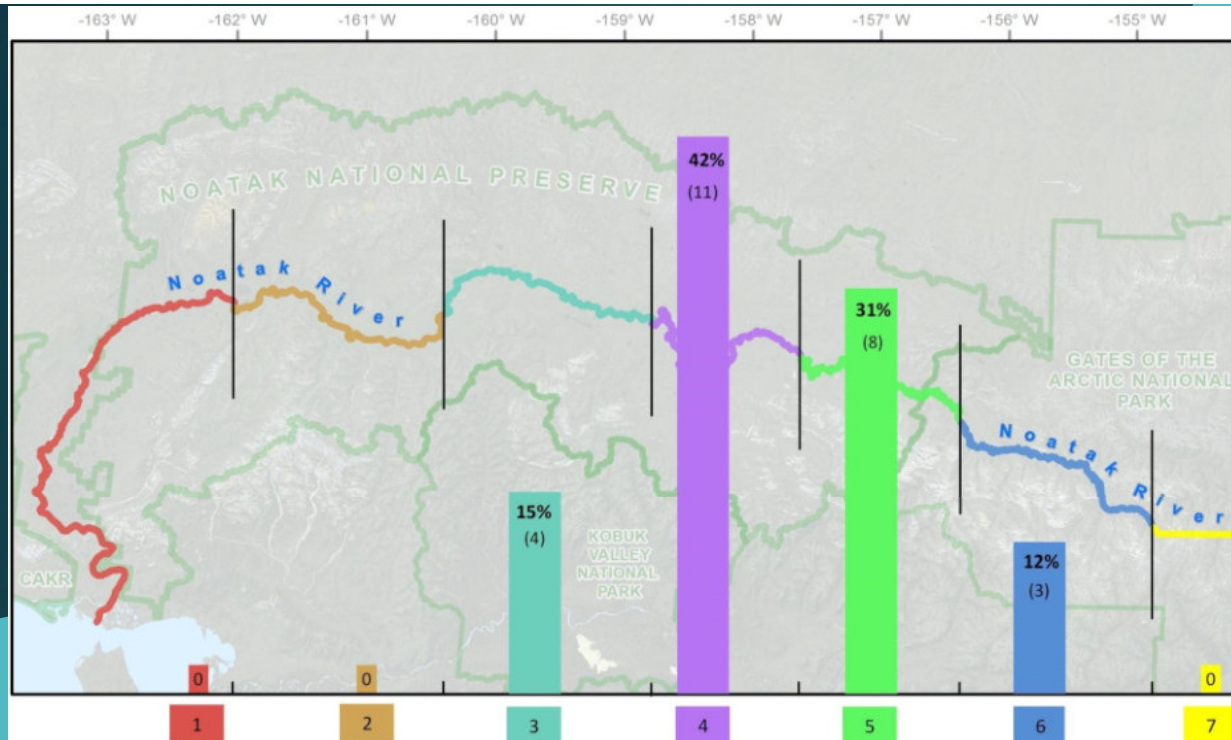 -163° W -162° W -161° W -160° W -159° W -158° W -157° W -156° W -155° W
NOATAK NATIONAL PRESERVE
Noatak River
42%
(11)
31%
(8)
GATES OF THE
ARCTIC NATIONAL
PARK
Noatak River
15%
(4)
KOBUK
VALLEY
NATIONAL
PARK
12%
(3)
CAKR
0 0 0
1 2 3 4 5 6 7